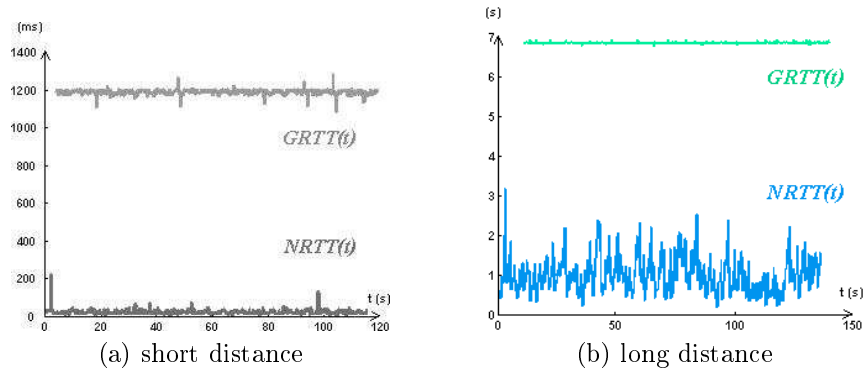 (ms)
1400
1200
1000
800
600
400
200
0
GRTT(t)
NRTT(t)
t (s)
0 20 40 60 80 100 120
(a) short distance
(s)
7
6
5
4
3
2
1
0
GRTT(t)
NRTT(t)
t (s)
0 50 100 150
(b) long distance